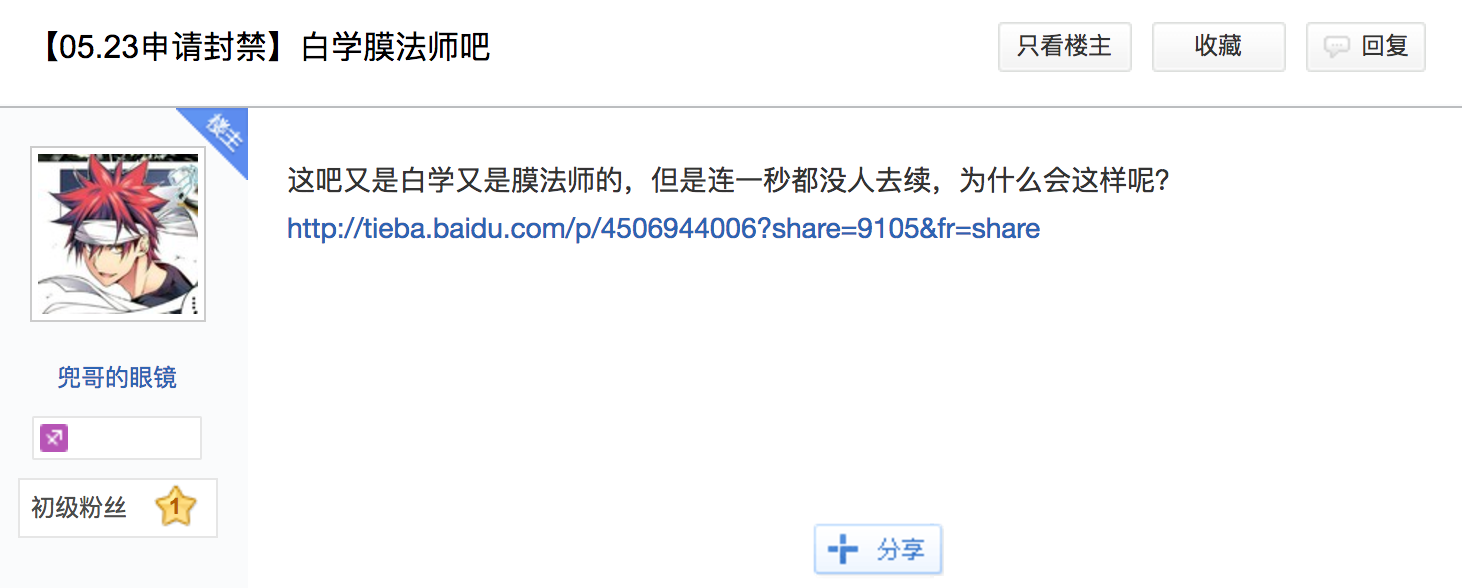 【05.23申请封禁】白学膜法师吧
只看楼主
收藏
回复
楼主
这吧又是白学又是膜法师的，但是连一秒都没人去续，为什么会这样呢？
http://tieba.baidu.com/p/4506944006?share=9105&fr=share
兜哥的眼镜
初级粉丝 1
分享